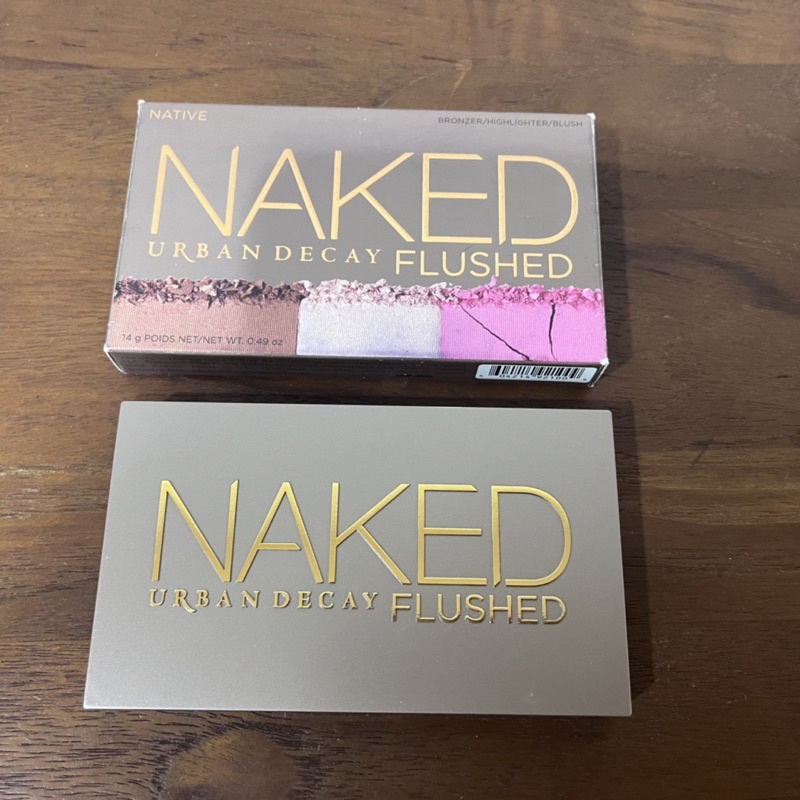 NATIVE
BRONZER/HIGHLIGHTER/BLUSH
NAKED
URBAN DECAY FLUSHED
14 g POIDS NET/NET WT. 0.49 oz
NAKED
URBAN DECAY FLUSHED